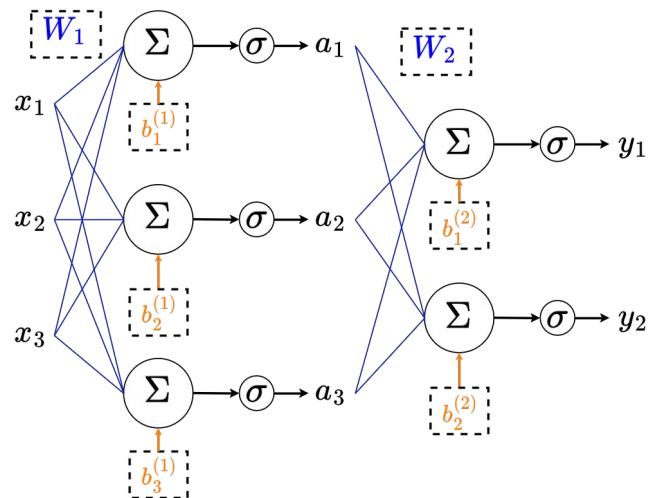 W₁
Σ
σ
a₁
W₂
x₁
b₁⁽¹⁾
Σ
σ
y₁
x₂
Σ
σ
a₂
b₁⁽²⁾
b₂⁽¹⁾
x₃
Σ
σ
y₂
Σ
σ
a₃
b₂⁽²⁾
b₃⁽¹⁾